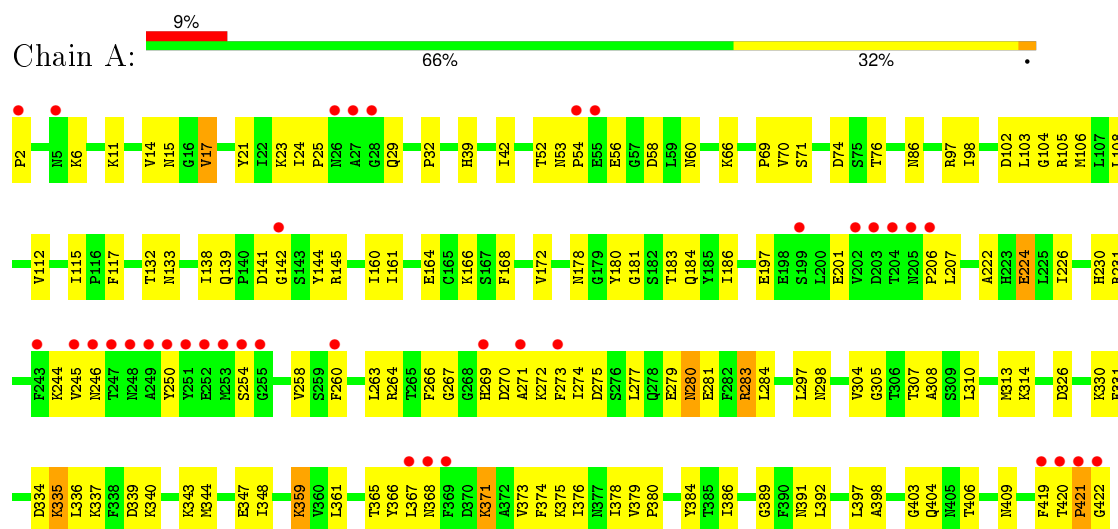 9%
Chain A:
66% 32% •
P2 N5 K6 K11 V14 N15 G16 V17 Y21 I22 K23 I24 P25 N26 A27 G28 Q29 P32 H39 I42 T52 N53 P54 E55 E56 G57 D58 L59 N60 K66 P69 V70 S71 D74 S75 T76 N86 R97 I98 D102 L103 G104 R105 M106 L107 L108
V112 I115 P116 F117 T132 N133 I138 Q139 P140 D141 G142 S143 Y144 R145 I160 I161 E164 C165 K166 S167 F168 V172 N178 G179 Y180 G181 S182 T183 Q184 Y185 I186 E197 E198 S199 L200 E201 V202 D203 T204 N205 P206 L207 A222 H223 E224 L225 I226 H230 R231
F243 K244 V245 N246 T247 N248 A249 Y250 Y251 E252 M253 S254 G255 V258 S259 F260 L263 R264 T265 F266 G267 G268 H269 D270 A271 K272 F273 I274 D275 S276 L277 Q278 E279 N280 E281 F282 R283 L284 L297 N298 V304 G305 T306 T307 A308 S309 L310 M313 K314 D326 K330 E331
D334 K335 L336 K337 F338 D339 K340 K343 M344 E347 I348 K359 V360 L361 T365 Y366 L367 N368 F369 D370 K371 A372 V373 F374 K375 I376 N377 I378 V379 P380 Y384 T385 I386 G389 F390 N391 L392 L397 A398 G403 Q404 N405 T406 N409 F419 T420 P421 G422